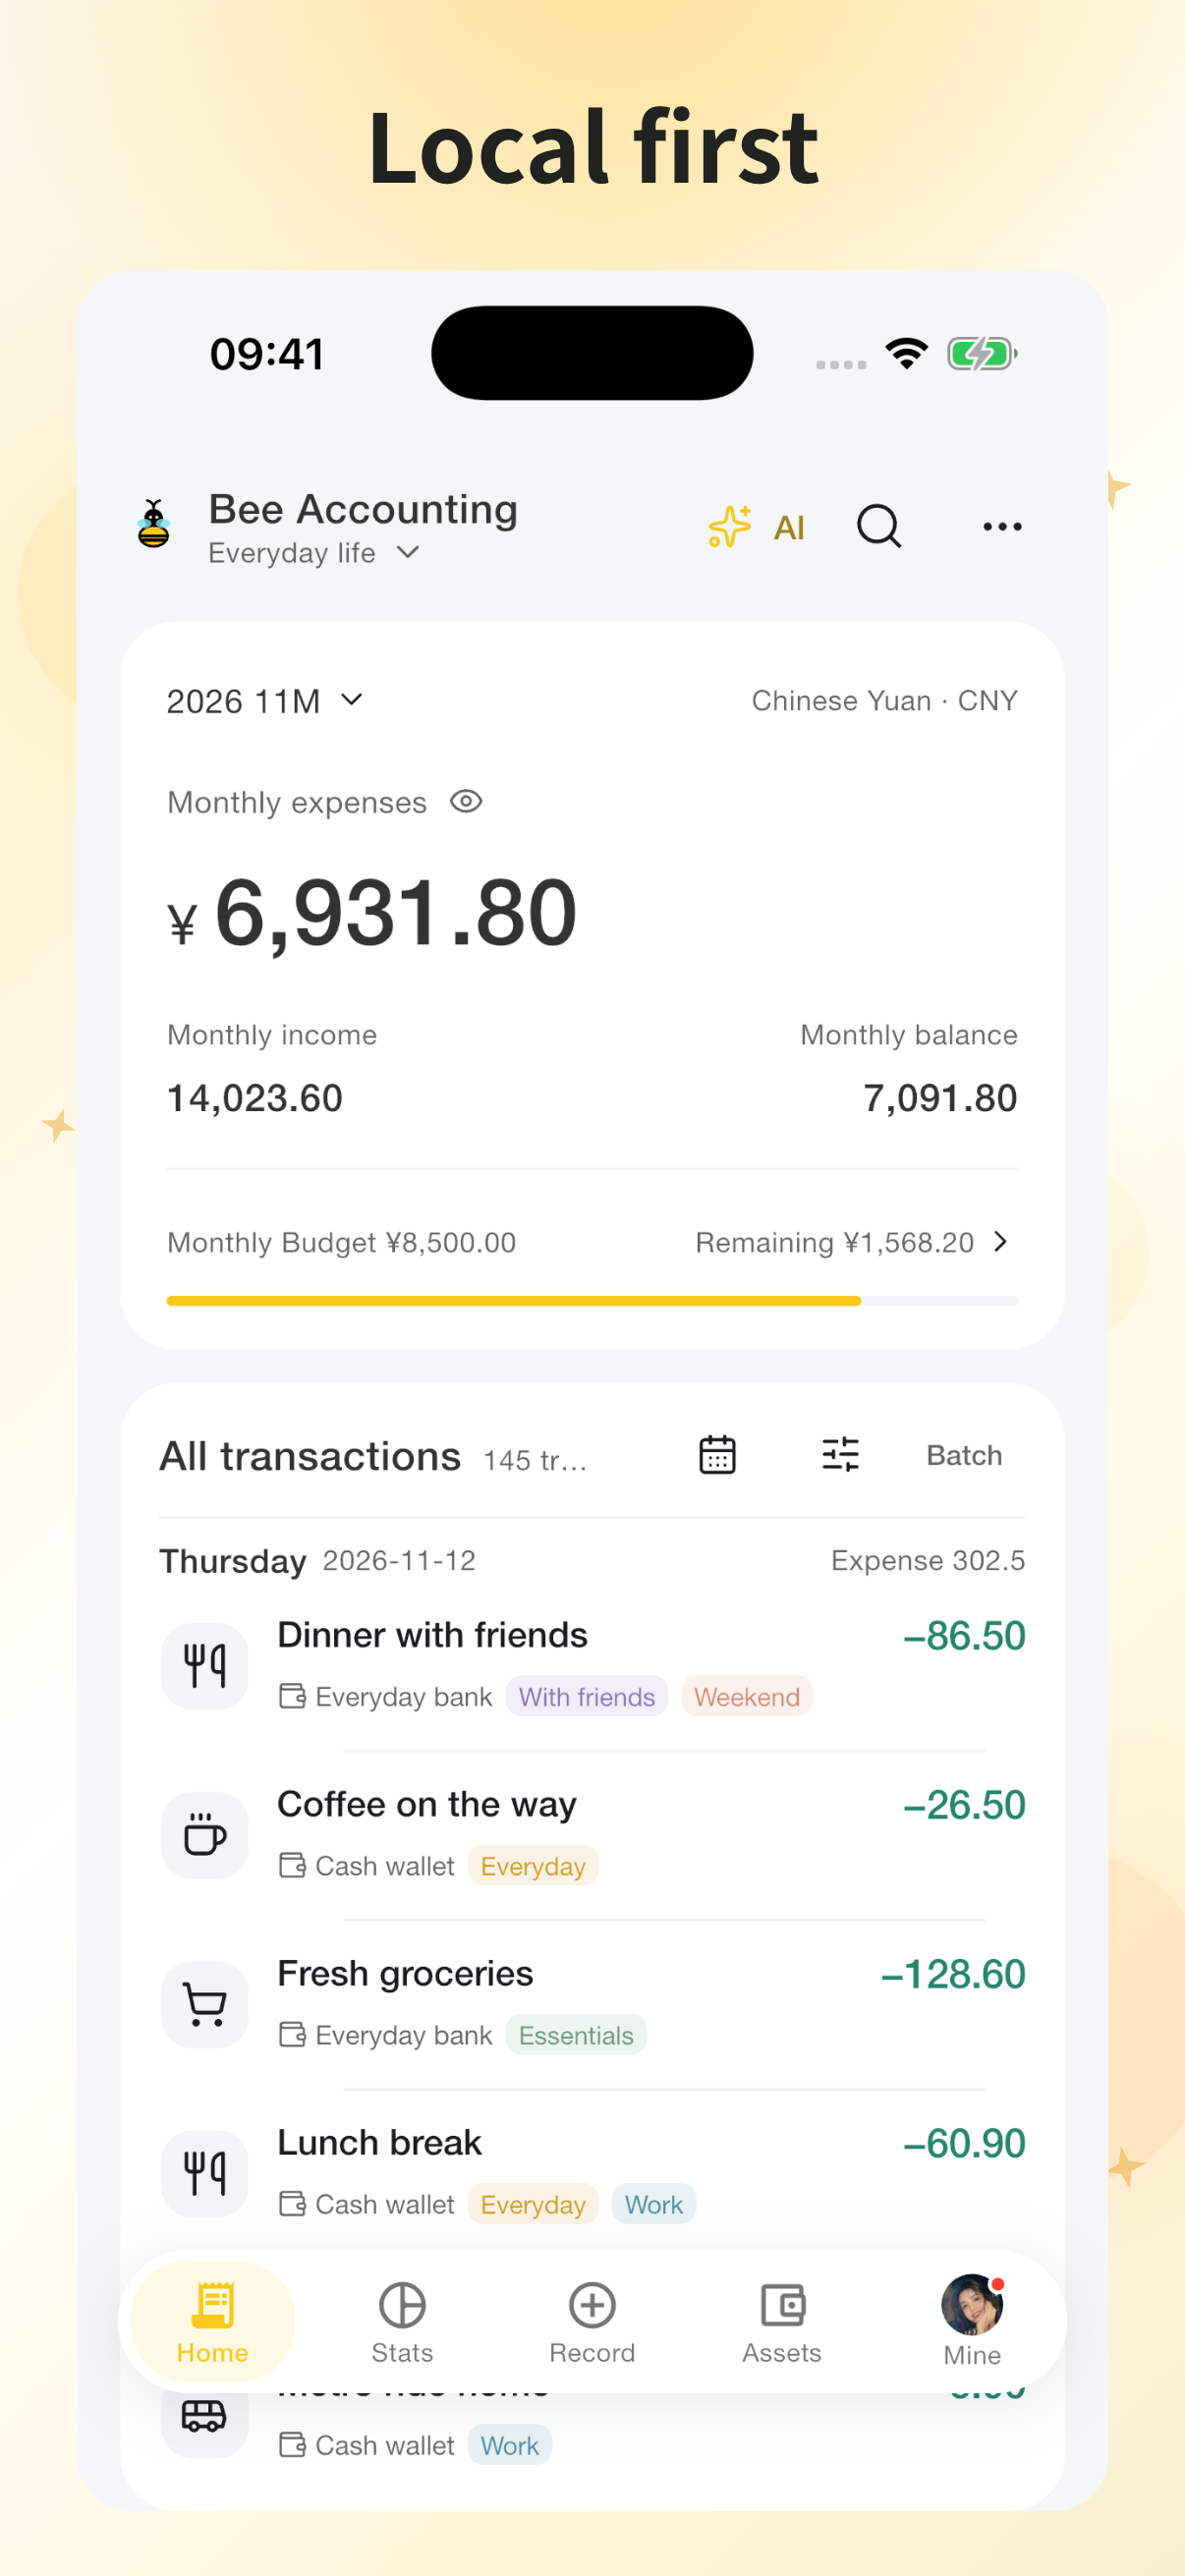 Local first
09:41
Bee Accounting
AI
Everyday life
2026 11M
Chinese Yuan · CNY
Monthly expenses
¥ 6,931.80
Monthly income
Monthly balance
14,023.60
7,091.80
Monthly Budget ¥8,500.00
Remaining ¥1,568.20
All transactions 145 tr...
Batch
Thursday 2026-11-12
Expense 302.5
Dinner with friends
–86.50
Everyday bank With friends Weekend
Coffee on the way
–26.50
Cash wallet Everyday
Fresh groceries
–128.60
Everyday bank Essentials
Lunch break
–60.90
Cash wallet Everyday Work
Home
Stats
Record
Assets
Mine
Cash wallet Work